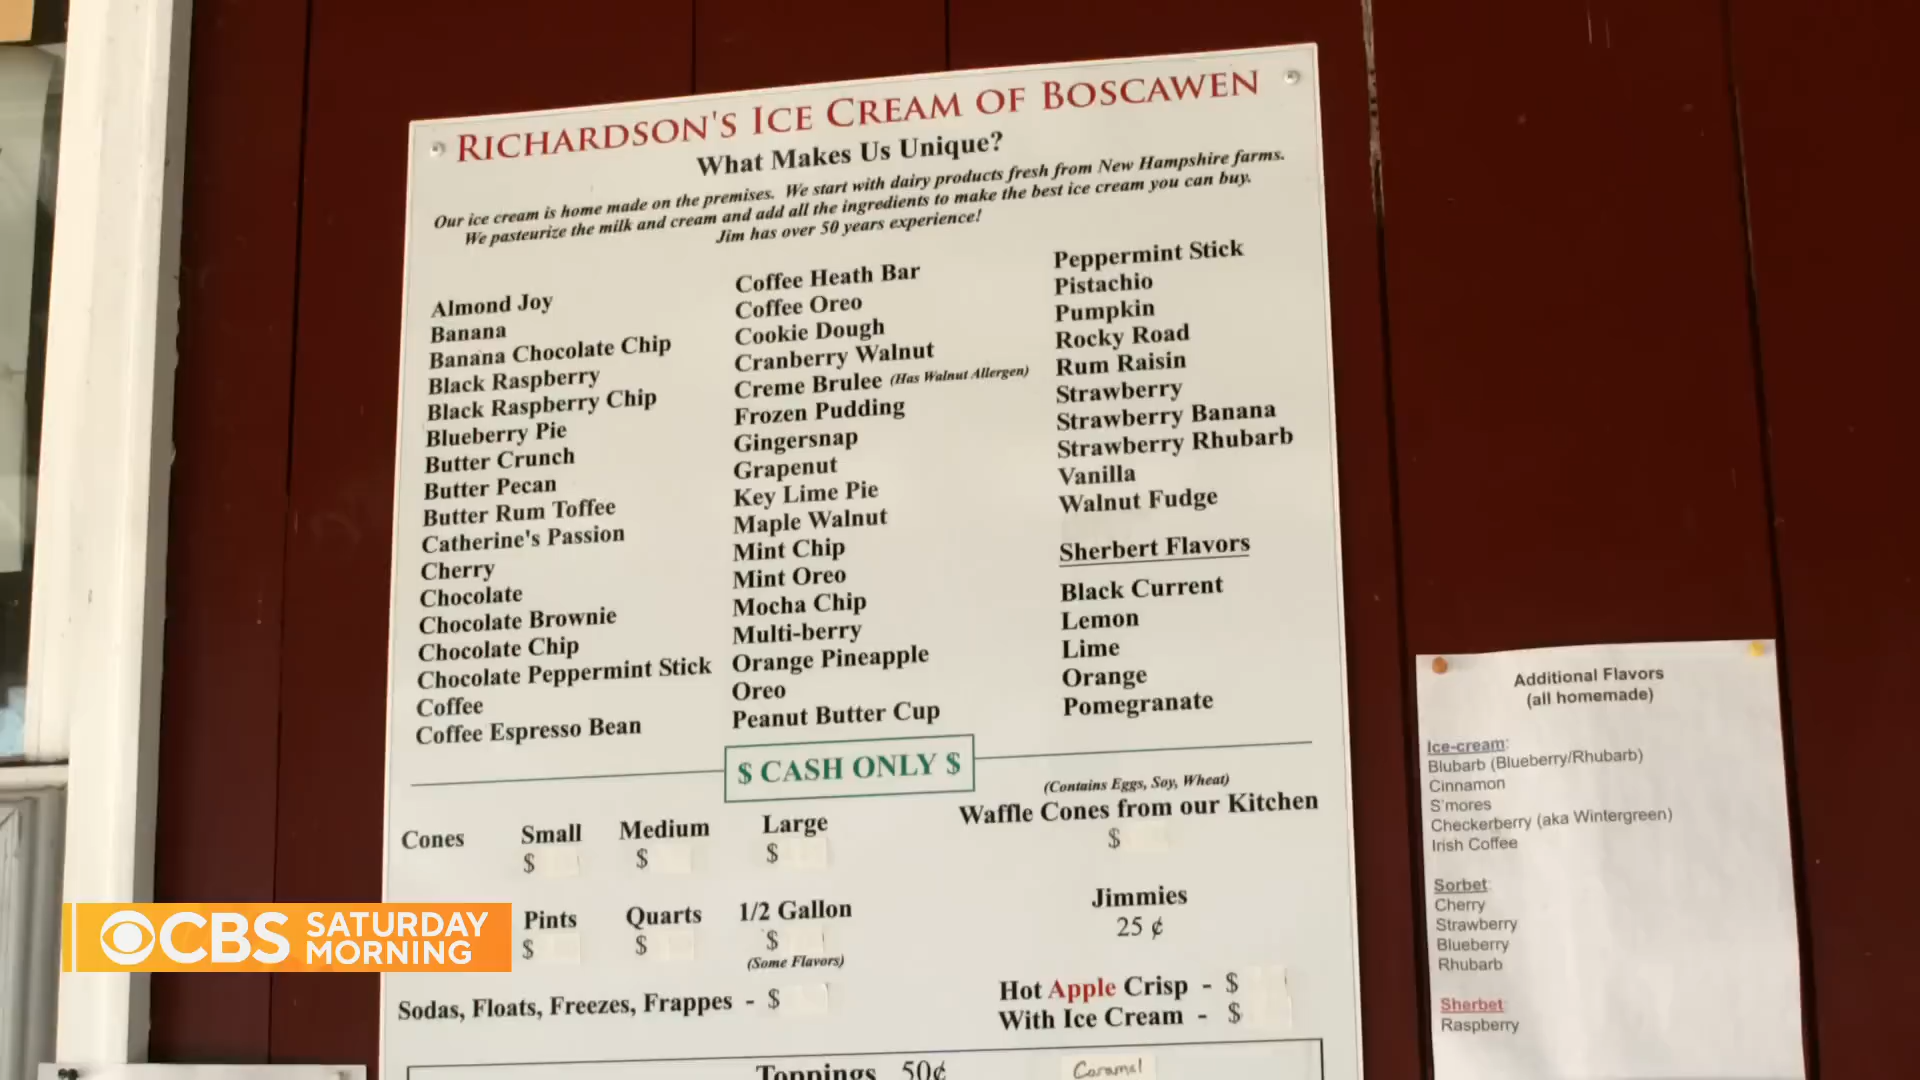 RICHARDSON'S ICE CREAM OF BOSCAWEN
What Makes Us Unique?
Our ice cream is home made on the premises. We start with dairy products fresh from New Hampshire farms.
We pasteurize the milk and cream and add all the ingredients to make the best ice cream you can buy.
Jim has over 50 years experience!
Almond Joy
Banana
Banana Chocolate Chip
Black Raspberry
Black Raspberry Chip
Blueberry Pie
Butter Crunch
Butter Pecan
Butter Rum Toffee
Catherine's Passion
Cherry
Chocolate
Chocolate Brownie
Chocolate Chip
Chocolate Peppermint Stick
Coffee
Coffee Espresso Bean
Coffee Heath Bar
Coffee Oreo
Cookie Dough
Cranberry Walnut
Creme Brulee (Has Walnut Allergen)
Frozen Pudding
Gingersnap
Grapenut
Key Lime Pie
Maple Walnut
Mint Chip
Mint Oreo
Mocha Chip
Multi-berry
Orange Pineapple
Oreo
Peanut Butter Cup
Peppermint Stick
Pistachio
Pumpkin
Rocky Road
Rum Raisin
Strawberry
Strawberry Banana
Strawberry Rhubarb
Vanilla
Walnut Fudge
Sherbert Flavors
Black Current
Lemon
Lime
Orange
Pomegranate
$ CASH ONLY $
Cones Small Medium Large
$ $ $
Pints Quarts 1/2 Gallon
$ $ $
(Some Flavors)
Sodas, Floats, Freezes, Frappes - $
(Contains Eggs, Soy, Wheat)
Waffle Cones from our Kitchen
$
Jimmies
25 ¢
Hot Apple Crisp - $
With Ice Cream - $
Toppings 50¢
Caramel
Additional Flavors
(all homemade)
Ice-cream:
Blubarb (Blueberry/Rhubarb)
Cinnamon
S'mores
Checkerberry (aka Wintergreen)
Irish Coffee
Sorbet:
Cherry
Strawberry
Blueberry
Rhubarb
Sherbet:
Raspberry
CBS SATURDAY
MORNING